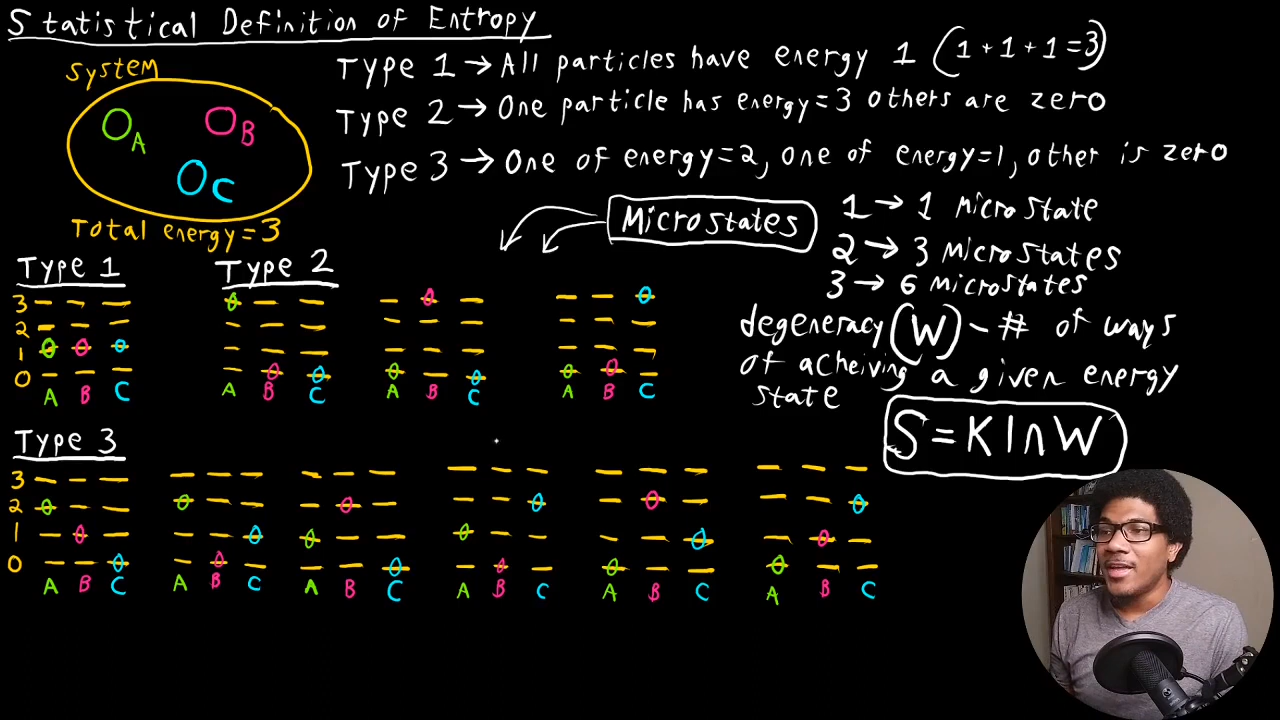 Statistical Definition of Entropy
system
A B
C
Total energy = 3
Type 1 → All particles have energy 1 (1 + 1 + 1 = 3)
Type 2 → One particle has energy = 3 others are zero
Type 3 → One of energy = 2, one of energy = 1, other is zero
Microstates
1 → 1 microstate
2 → 3 microstates
3 → 6 microstates
degeneracy (W) - # of ways
of acheiving a given energy
state
S = K ln W
Type 1
3
2
1
0
A B C
Type 2
A B C
A B C
A B C
Type 3
3
2
1
0
A B C
A B C
A B C
A B C
A B C
A B C